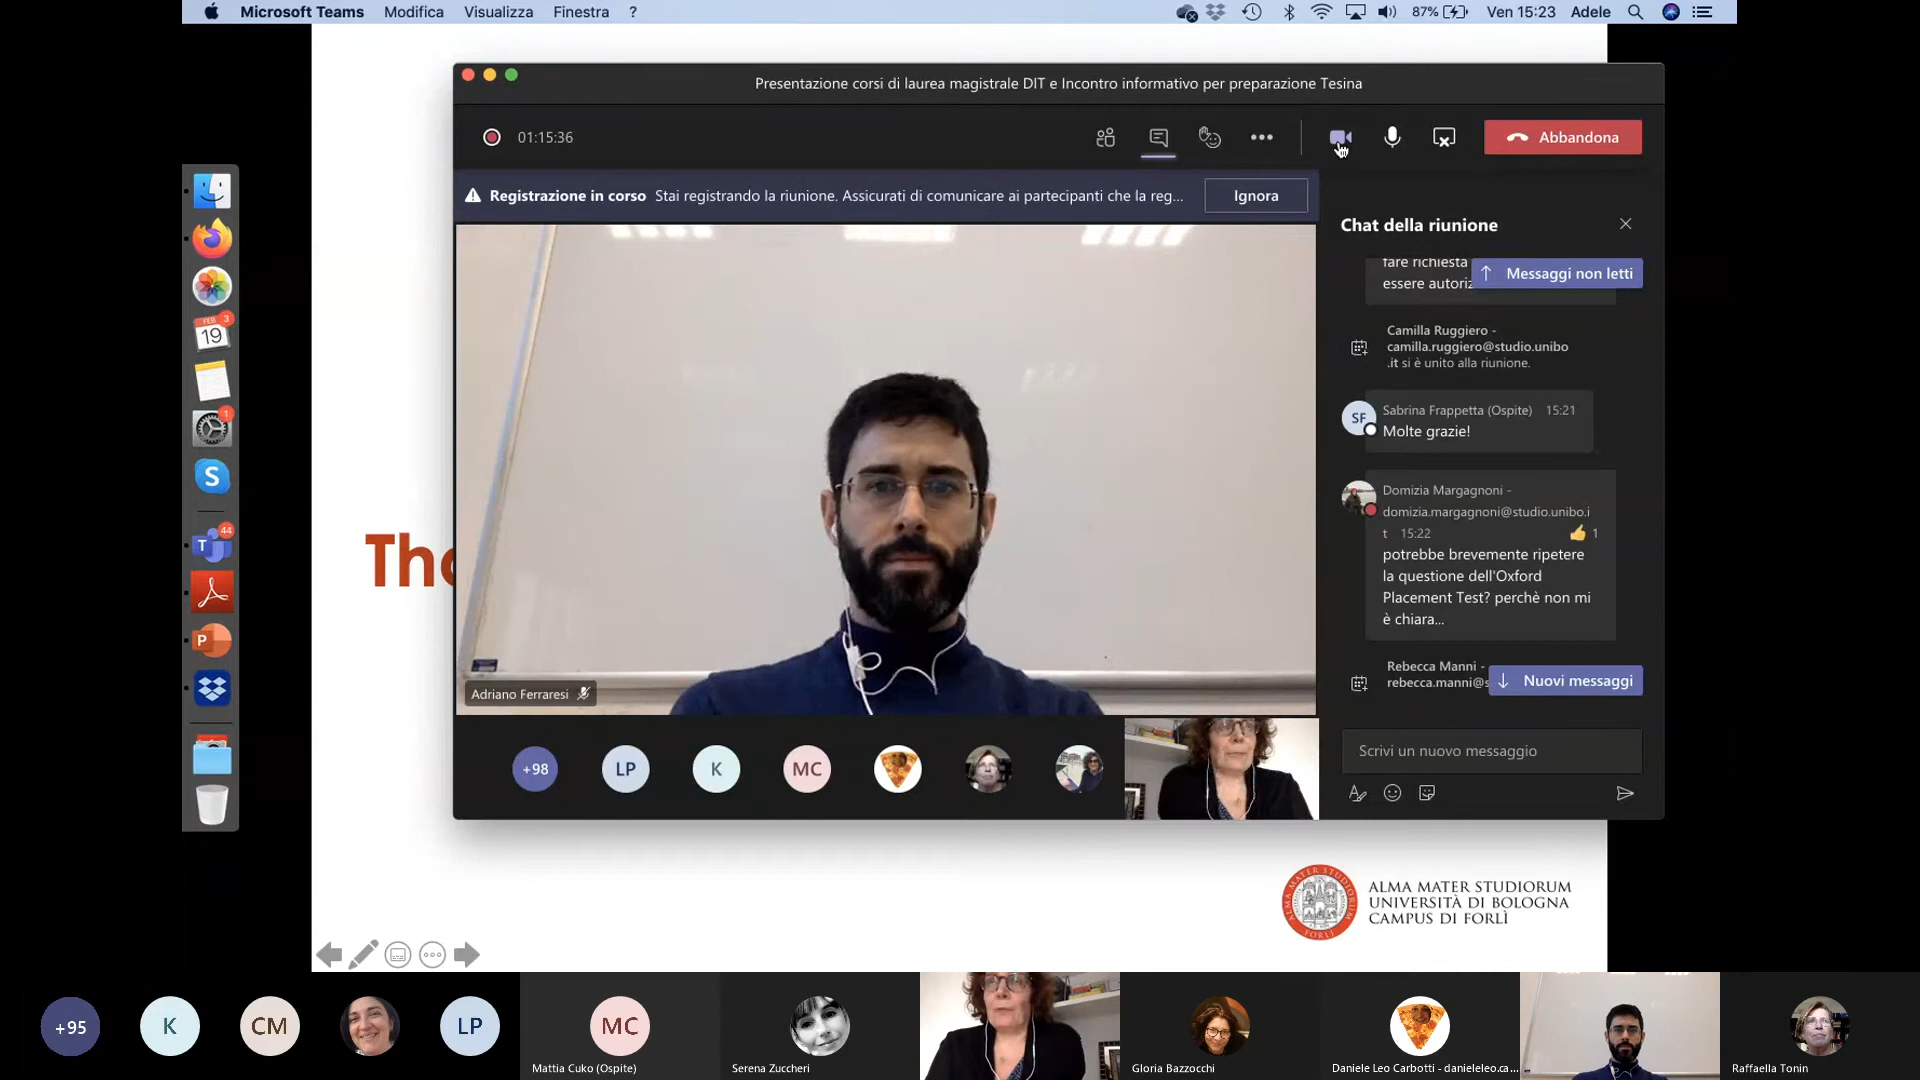 Microsoft Teams Modifica Visualizza Finestra ?
87% Ven 15:23 Adele
Presentazione corsi di laurea magistrale DIT e Incontro informativo per preparazione Tesina
01:15:36
Abbandona
Registrazione in corso Stai registrando la riunione. Assicurati di comunicare ai partecipanti che la reg...
Ignora
Chat della riunione
fare richiesta
essere autoriz
Messaggi non letti
Camilla Ruggiero -
camilla.ruggiero@studio.unibo
.it si è unito alla riunione.
SF
Sabrina Frappetta (Ospite) 15:21
Molte grazie!
Domizia Margagnoni -
domizia.margagnoni@studio.unibo.i
t 15:22
1
potrebbe brevemente ripetere
la questione dell'Oxford
Placement Test? perchè non mi
è chiara...
Rebecca Manni -
rebecca.manni@s
Nuovi messaggi
Scrivi un nuovo messaggio
Adriano Ferraresi
+98 LP K MC
FEB 3
19
1
S
44
T
P
Tha
ALMA MATER STUDIORUM
UNIVERSITÀ DI BOLOGNA
CAMPUS DI FORLÌ
+95 K CM LP MC
Mattia Cuko (Ospite)
Serena Zuccheri
Gloria Bazzocchi
Daniele Leo Carbotti - danieleleo.ca...
Raffaella Tonin